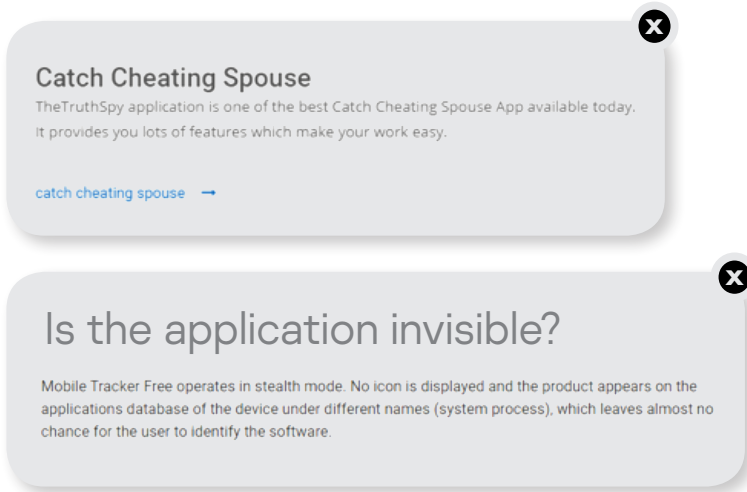 X
Catch Cheating Spouse
TheTruthSpy application is one of the best Catch Cheating Spouse App available today.
It provides you lots of features which make your work easy.
catch cheating spouse →
X
Is the application invisible?
Mobile Tracker Free operates in stealth mode. No icon is displayed and the product appears on the
applications database of the device under different names (system process), which leaves almost no
chance for the user to identify the software.